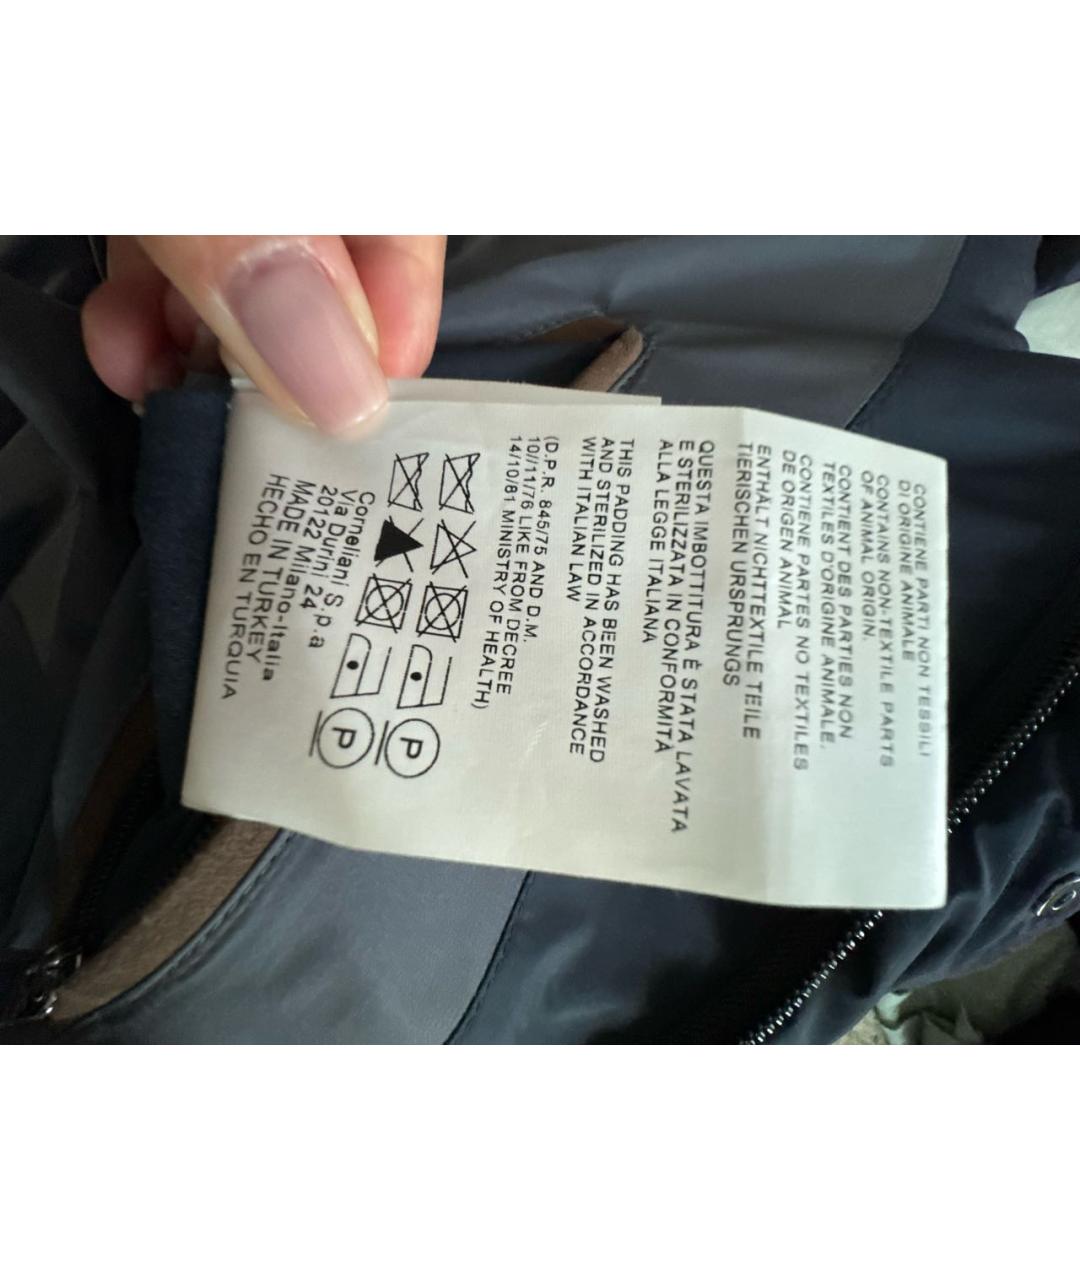 CONTIENE PARTI NON TESSILI
DI ORIGINE ANIMALE
CONTAINS NON-TEXTILE PARTS
OF ANIMAL ORIGIN.
CONTIENT DES PARTIES NON
TEXTILES D'ORIGINE ANIMALE.
CONTIENE PARTES NO TEXTILES
DE ORIGEN ANIMAL
ENTHÄLT NICHTTEXTILE TEILE
TIERISCHEN URSPRUNGS
QUESTA IMBOTTITURA È STATA LAVATA
E STERILIZZATA IN CONFORMITÀ
ALLA LEGGE ITALIANA
THIS PADDING HAS BEEN WASHED
AND STERILIZED IN ACCORDANCE
WITH ITALIAN LAW
(D.P.R. 845/75 AND D.M.
10//11/76 LIKE FROM DECREE
14/10/81 MINISTRY OF HEALTH)
P
P
Corneliani S.p.a
Via Durini 24
20122 Milano-Italia
MADE IN TURKEY
HECHO EN TURQUIA